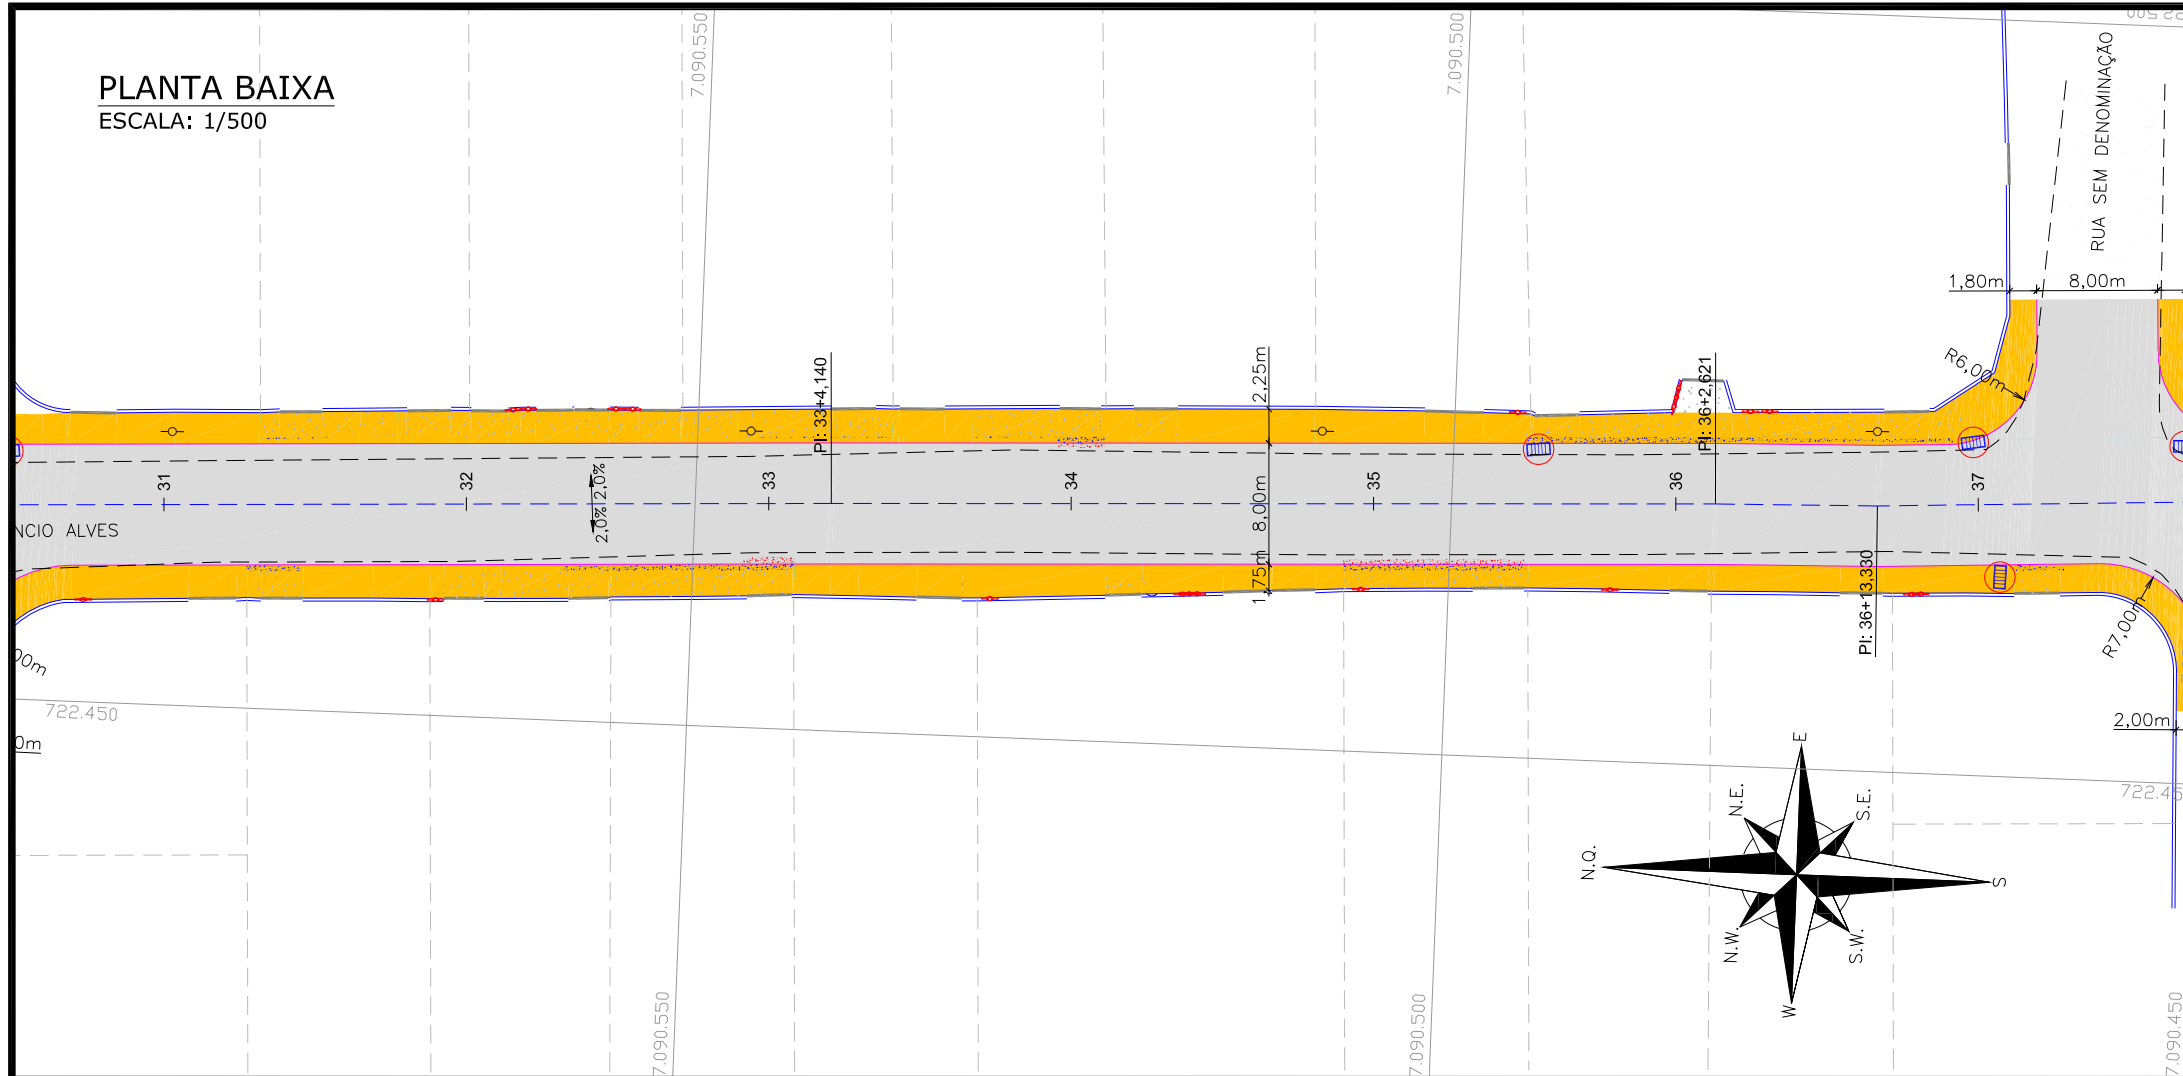 PLANTA BAIXA
ESCALA: 1/500
7.090.550
7.090.500
RUA SEM DENOMINAÇÃO
1,80m
8,00m
R6,00m
PI: 33+4,140
2,25m
PI: 36+2,621
31
32
33
34
35
36
37
2,0%
2,0%
8,00m
NCIO ALVES
1,75m
PI: 36+13,330
R7,00m
00m
722.450
0m
2,00m
722.45
E
N.E.
S.E.
N.Q.
S
N.W.
S.W.
W
7.090.550
7.090.500
7.090.450